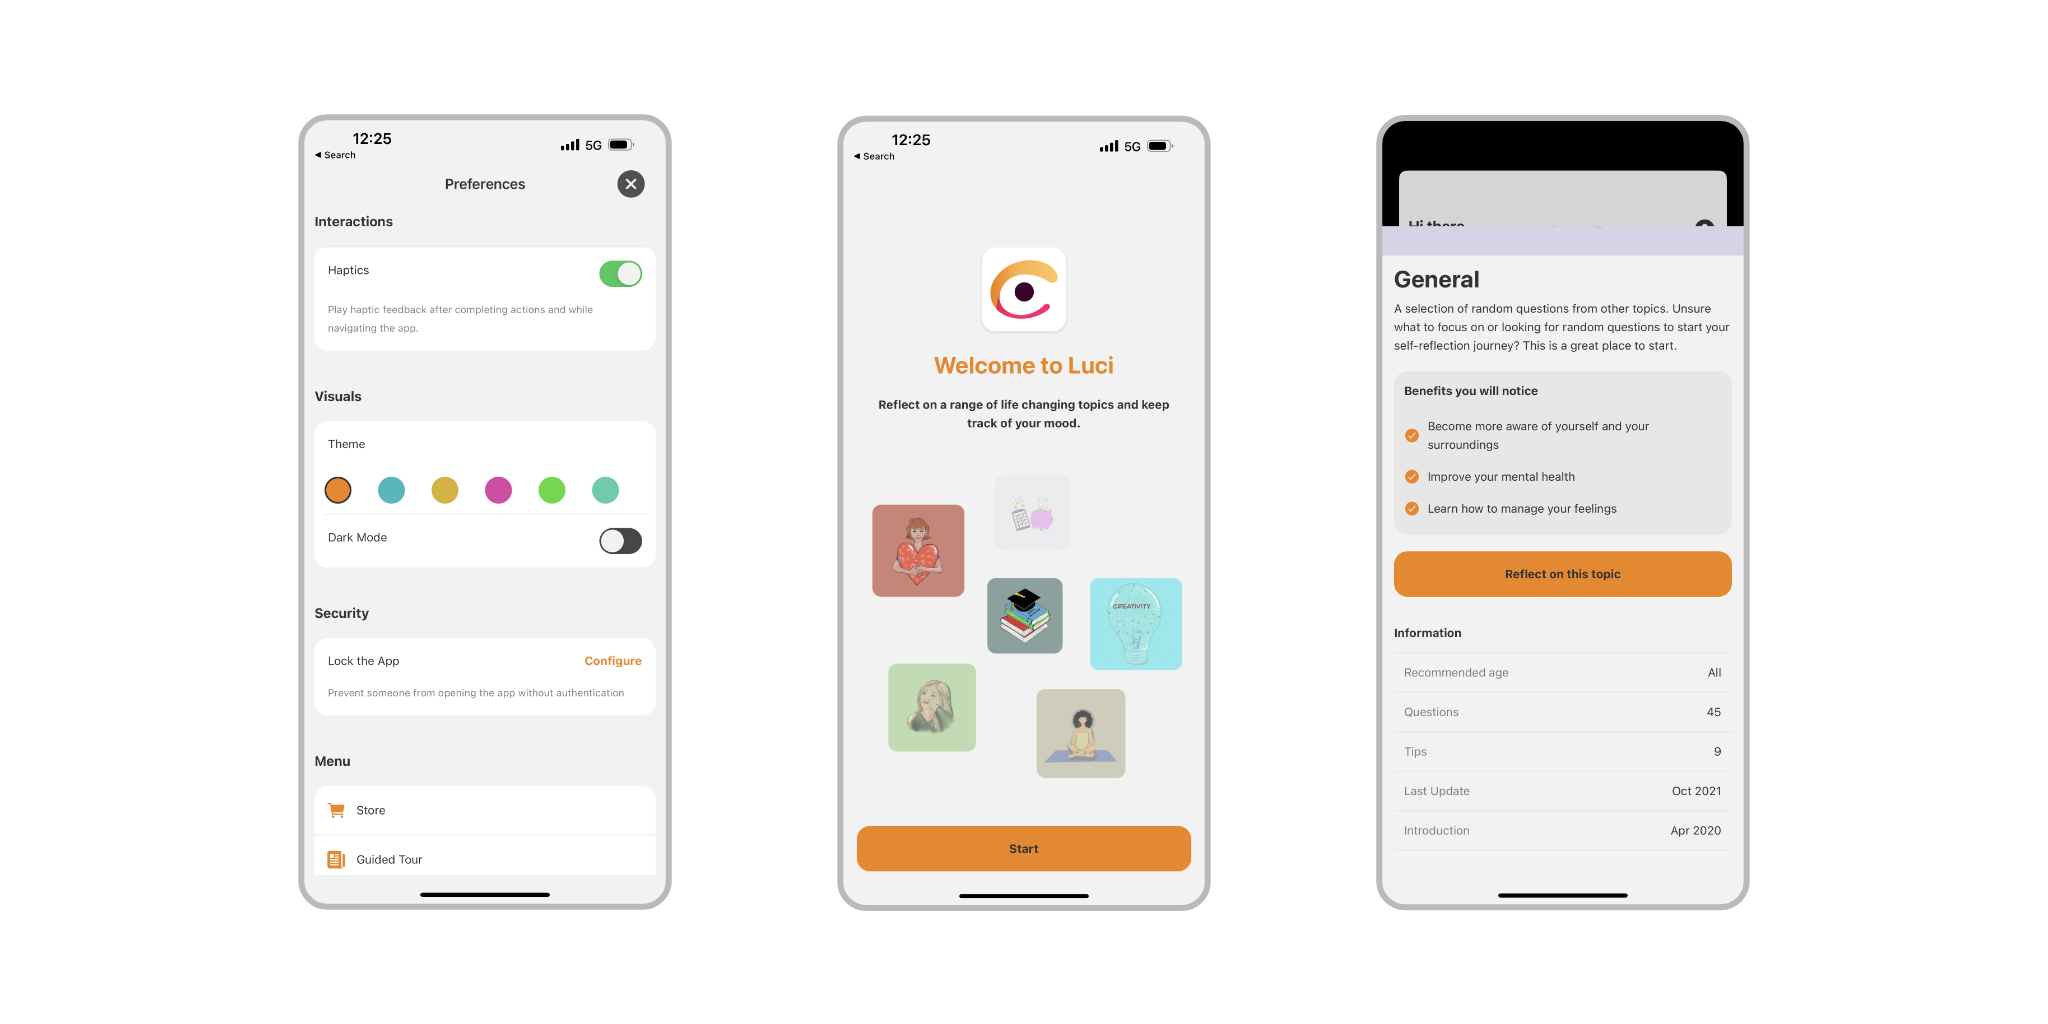 12:25
5G
◀ Search
Preferences
Interactions
Haptics
Play haptic feedback after completing actions and while
navigating the app.
Visuals
Theme
Dark Mode
Security
Lock the App
Configure
Prevent someone from opening the app without authentication
Menu
Store
Guided Tour
12:25
5G
◀ Search
Welcome to Luci
Reflect on a range of life changing topics and keep
track of your mood.
CREATIVITY
Start
Hi there
General
A selection of random questions from other topics. Unsure
what to focus on or looking for random questions to start your
self-reflection journey? This is a great place to start.
Benefits you will notice
Become more aware of yourself and your
surroundings
Improve your mental health
Learn how to manage your feelings
Reflect on this topic
Information
Recommended age
All
Questions
45
Tips
9
Last Update
Oct 2021
Introduction
Apr 2020